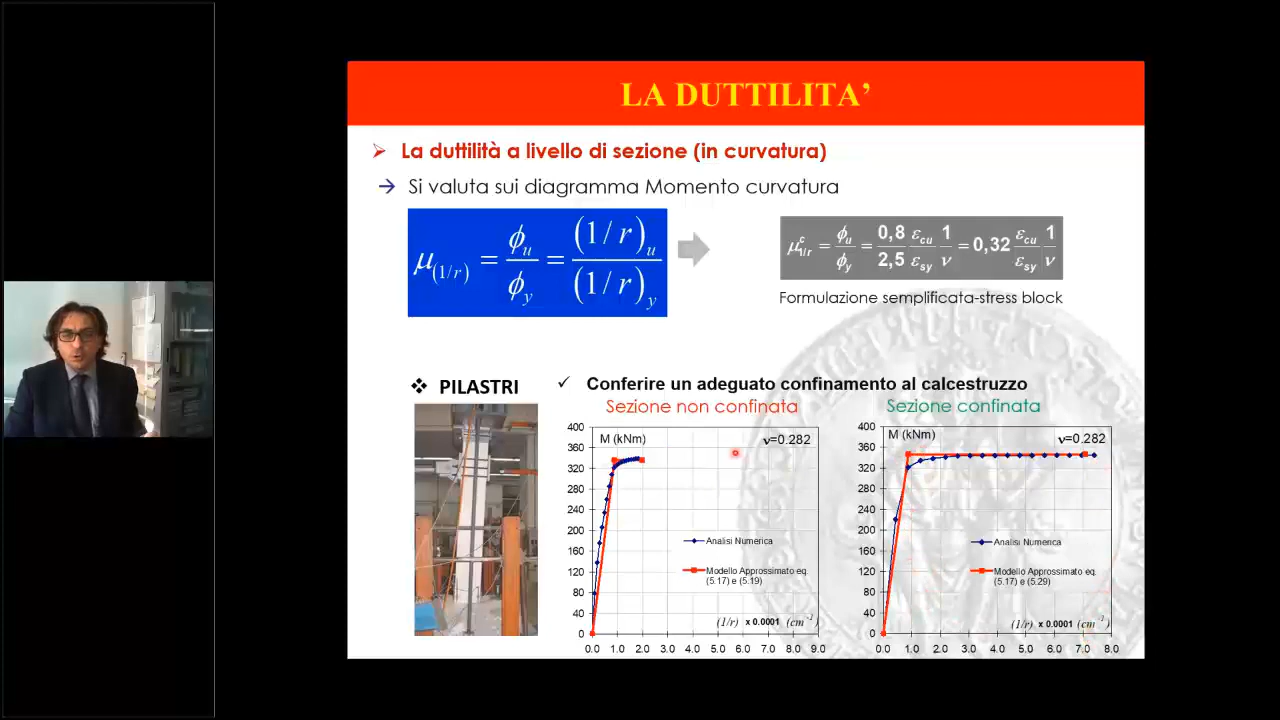 LA DUTTILITA’
La duttilità a livello di sezione (in curvatura)
Si valuta sui diagramma Momento curvatura
μ(1/r) = ϕu/ϕy = (1/r)u/(1/r)y
μᶜ1/r = ϕu/ϕy = 0,8/2,5 εcu/εsy 1/ν = 0,32 εcu/εsy 1/ν
Formulazione semplificata-stress block
PILASTRI
Conferire un adeguato confinamento al calcestruzzo
Sezione non confinata
400
360
320
280
240
200
160
120
80
40
0
M (kNm)
ν=0.282
Analisi Numerica
Modello Approssimato eq.
(5.17) e (5.19)
(1/r) x 0.0001 (cm⁻¹)
0.0 1.0 2.0 3.0 4.0 5.0 6.0 7.0 8.0 9.0
Sezione confinata
400
360
320
280
240
200
160
120
80
40
0
M (kNm)
ν=0.282
Analisi Numerica
Modello Approssimato eq.
(5.17) e (5.29)
(1/r) x 0.0001 (cm⁻¹)
0.0 1.0 2.0 3.0 4.0 5.0 6.0 7.0 8.0